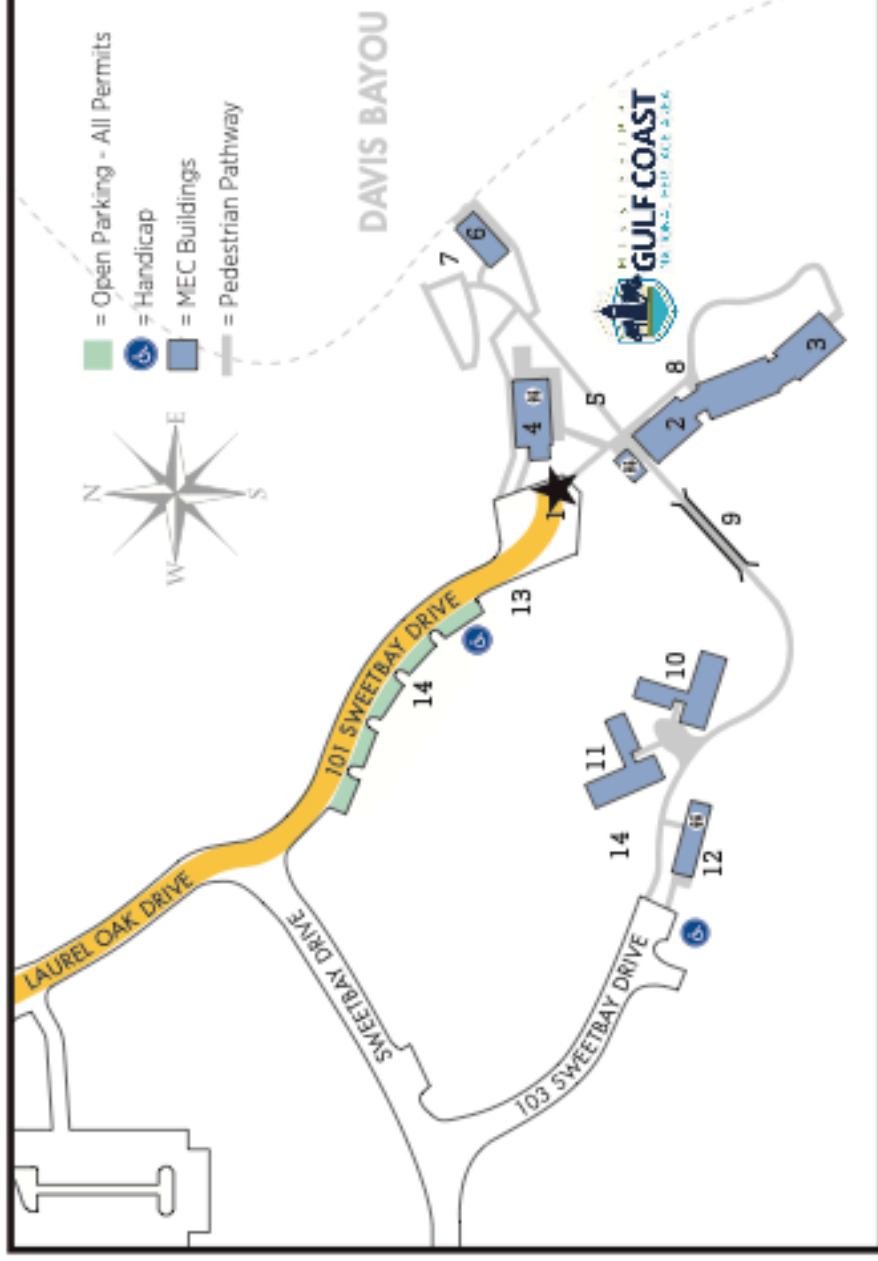 = Open Parking - All Permits
= Handicap
= MEC Buildings
= Pedestrian Pathway
N
E
S
W
DAVIS BAYOU
GULF COAST
LAUREL OAK DRIVE
101 SWEETBAY DRIVE
SWEETBAY DRIVE
103 SWEETBAY DRIVE
1
2
3
4
5
6
7
8
9
10
11
12
13
14
14